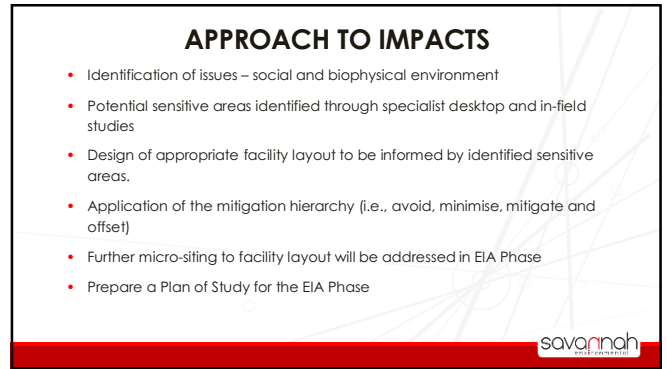 APPROACH TO IMPACTS
• Identification of issues – social and biophysical environment
• Potential sensitive areas identified through specialist desktop and in-field
studies
• Design of appropriate facility layout to be informed by identified sensitive
areas.
• Application of the mitigation hierarchy (i.e., avoid, minimise, mitigate and
offset)
• Further micro-siting to facility layout will be addressed in EIA Phase
• Prepare a Plan of Study for the EIA Phase
savannah
environmental